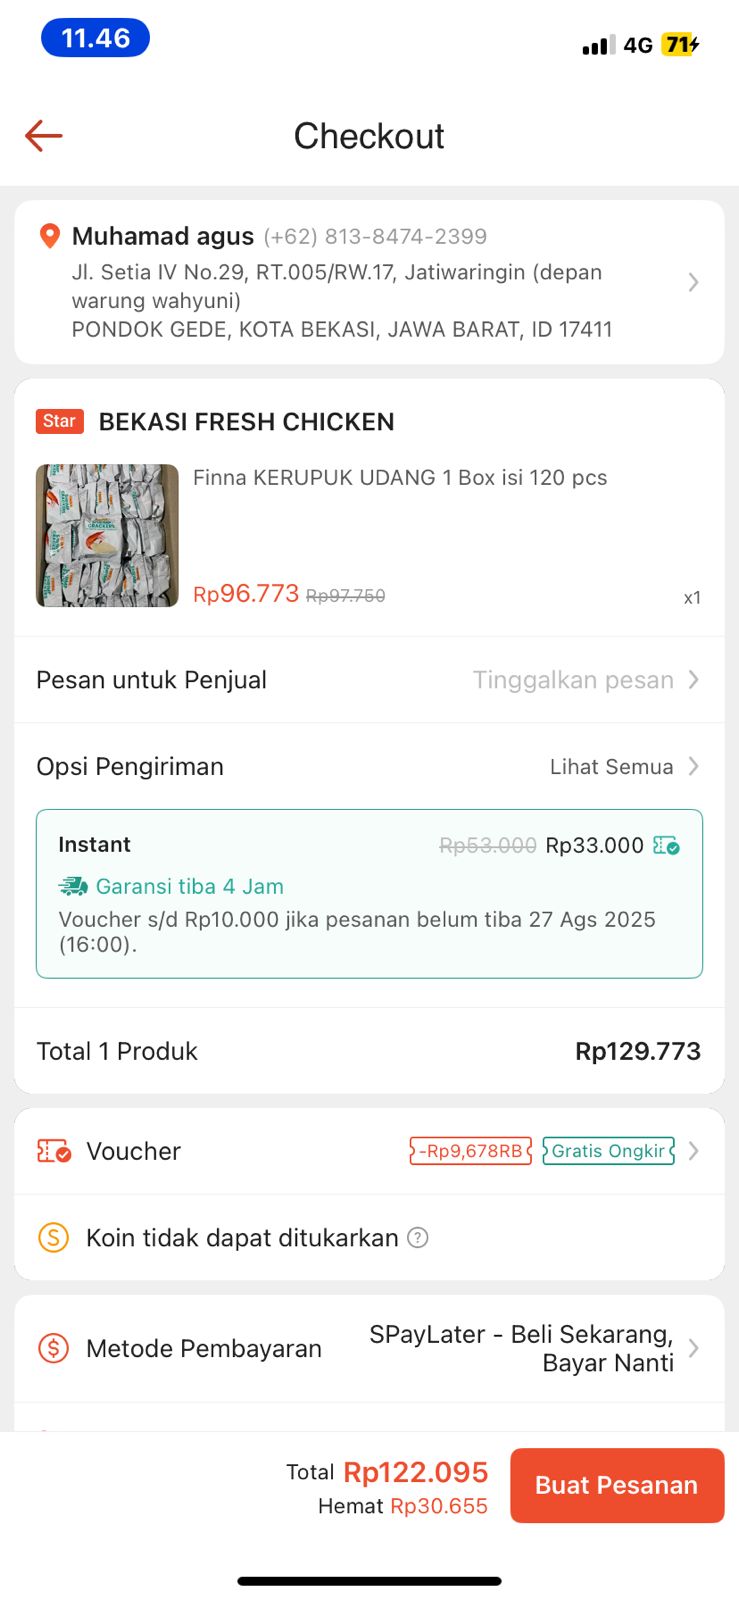 11.46
4G 71
Checkout
Muhamad agus (+62) 813-8474-2399
Jl. Setia IV No.29, RT.005/RW.17, Jatiwaringin (depan
warung wahyuni)
PONDOK GEDE, KOTA BEKASI, JAWA BARAT, ID 17411
Star BEKASI FRESH CHICKEN
Finna KERUPUK UDANG 1 Box isi 120 pcs
Rp96.773 Rp97.750 x1
Pesan untuk Penjual Tinggalkan pesan
Opsi Pengiriman Lihat Semua
Instant Rp53.000 Rp33.000
Garansi tiba 4 Jam
Voucher s/d Rp10.000 jika pesanan belum tiba 27 Ags 2025
(16:00).
Total 1 Produk Rp129.773
Voucher -Rp9,678RB Gratis Ongkir
Koin tidak dapat ditukarkan ?
Metode Pembayaran SPayLater - Beli Sekarang,
Bayar Nanti
Total Rp122.095
Hemat Rp30.655
Buat Pesanan